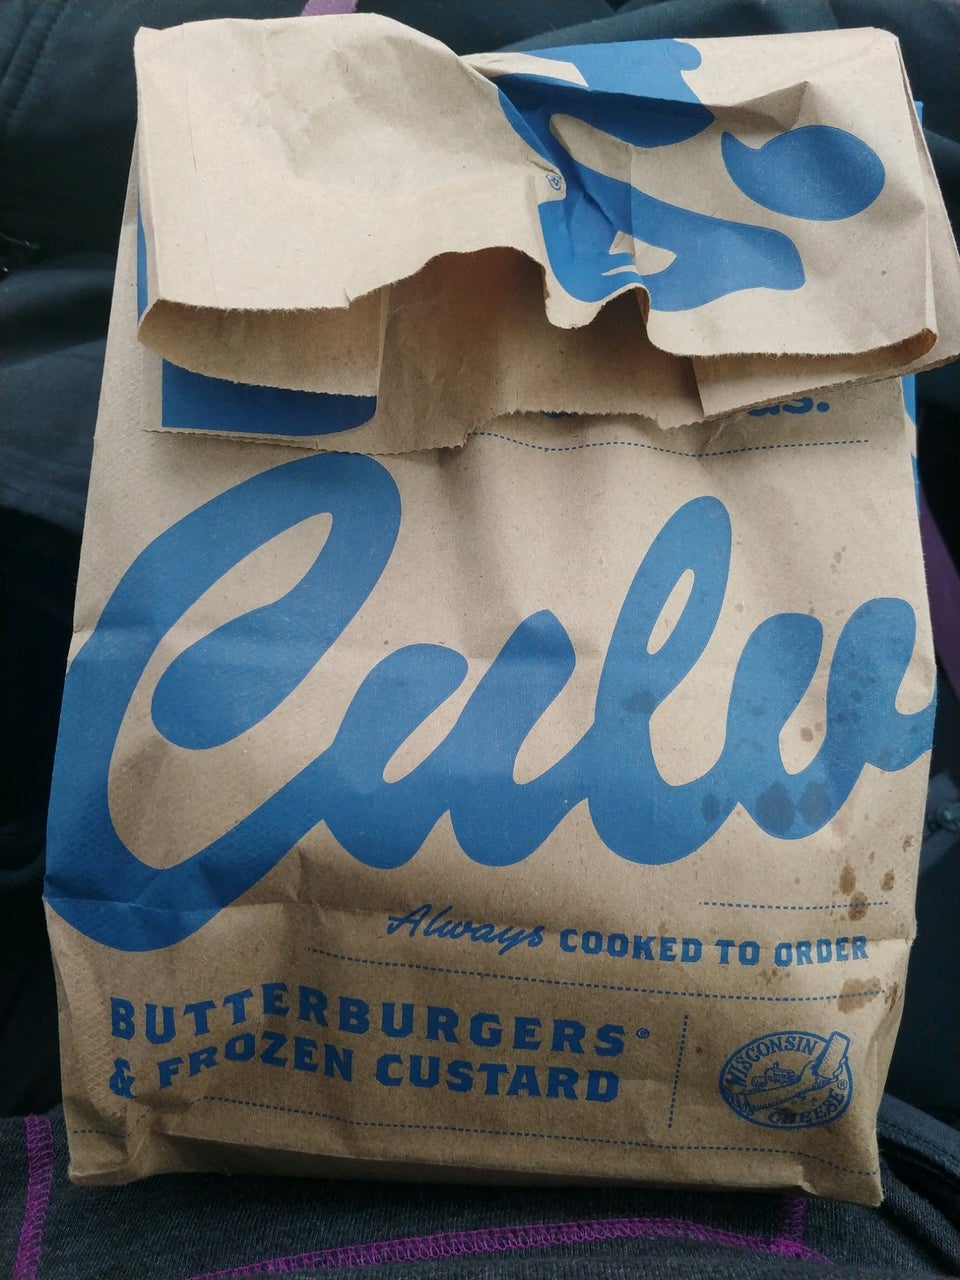 Culv
Always COOKED TO ORDER
BUTTERBURGERS®
& FROZEN CUSTARD
WISCONSIN
CHEESE ®